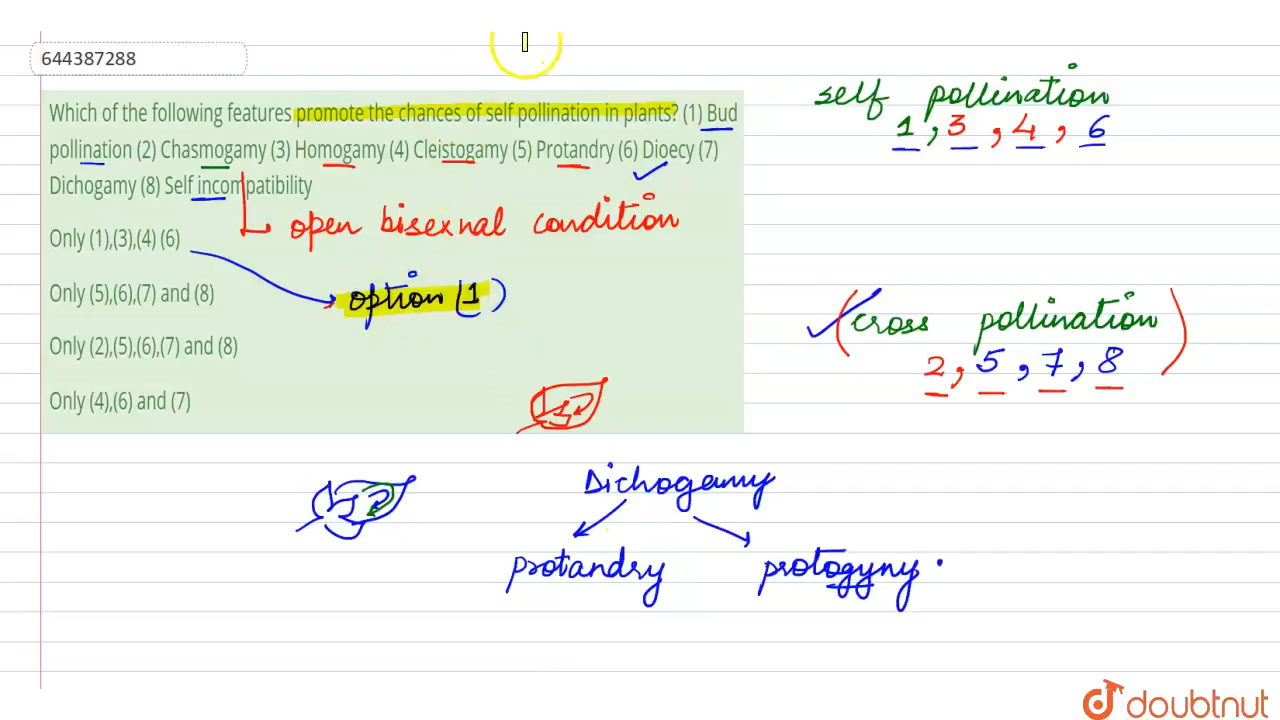 644387288
Which of the following features promote the chances of self pollination in plants? (1) Bud
pollination (2) Chasmogamy (3) Homogamy (4) Cleistogamy (5) Protandry (6) Dioecy (7)
Dichogamy (8) Self incompatibility
Only (1),(3),(4) (6)
Only (5),(6),(7) and (8)
Only (2),(5),(6),(7) and (8)
Only (4),(6) and (7)
open bisexnal condition
option (1)
self pollination
1, 3, 4, 6
(cross pollination)
2, 5, 7, 8
Dichogamy
protandry
protogyny
doubtnut